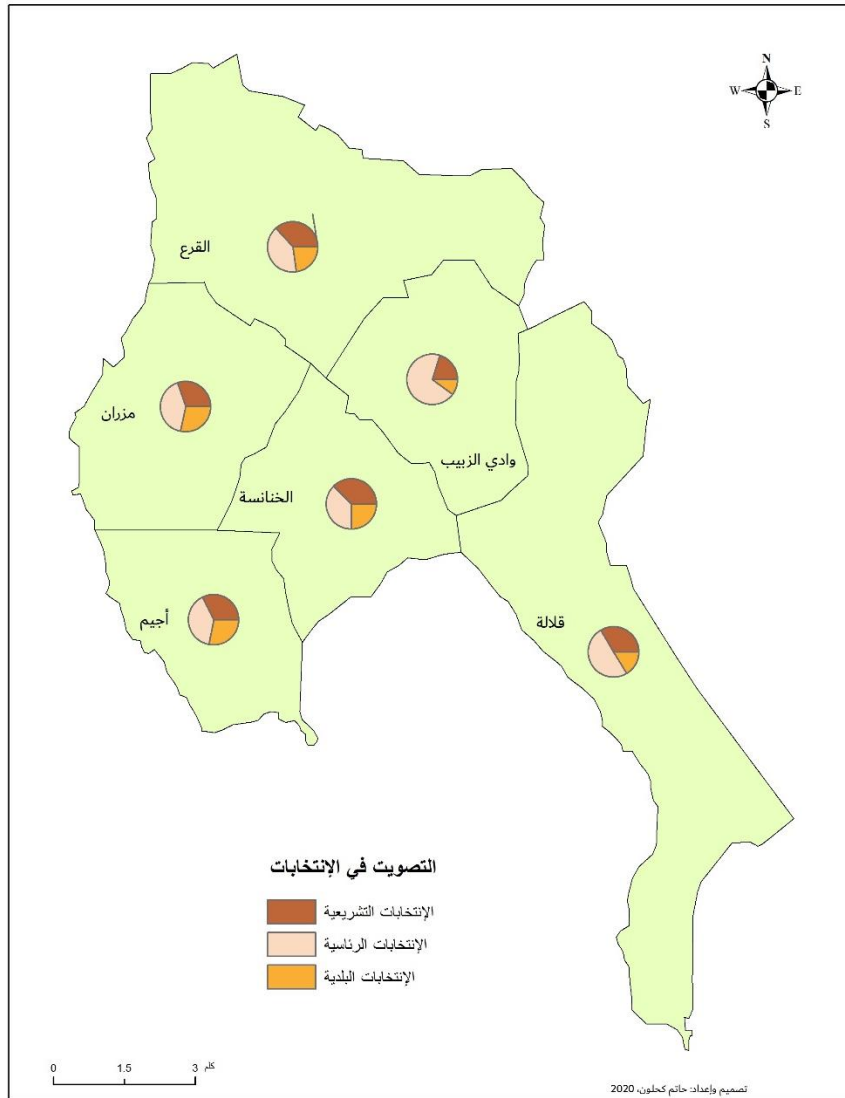 N
W E
S
القرع
مزران
وادي الزبيب
الخنانسة
أجيم
قلالة
التصويت في الإنتخابات
الإنتخابات التشريعية
الإنتخابات الرئاسية
الإنتخابات البلدية
0 1.5 3 كلم
تصميم وإعداد: حاتم كحلون، 2020